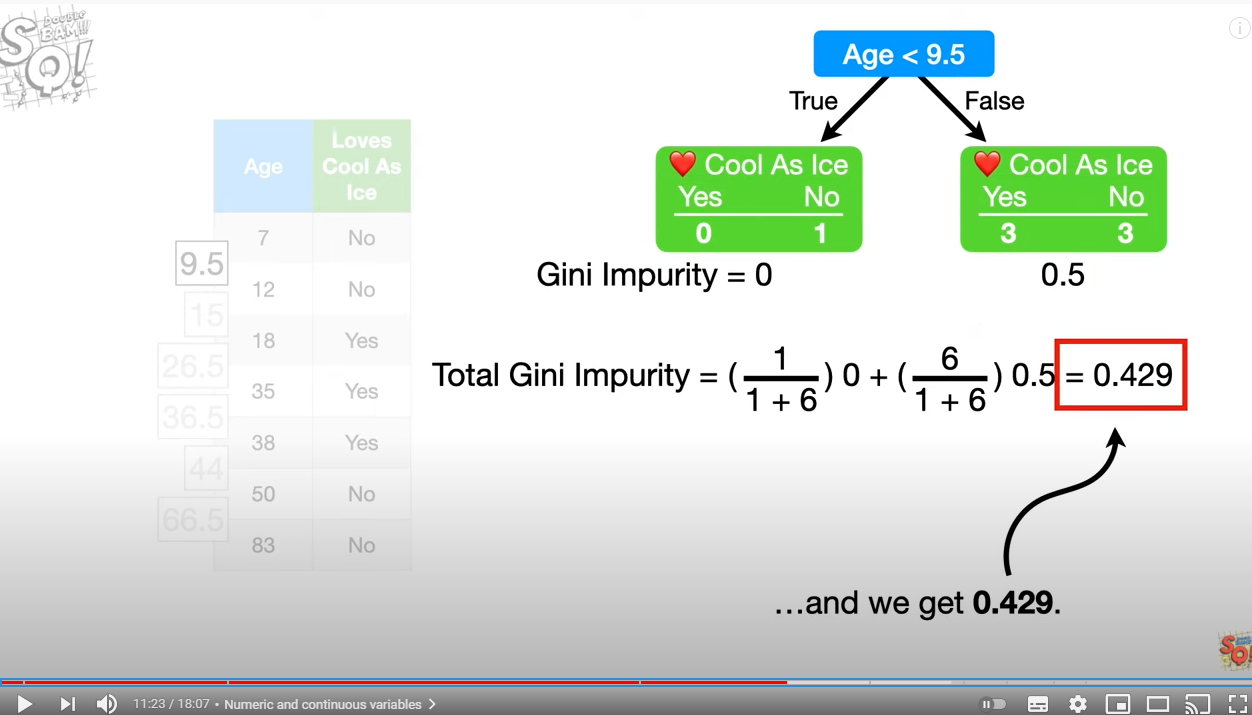 DOUBLE
BAM!!!
SQ!
Age < 9.5
True
False
❤️ Cool As Ice
Yes No
0 1
❤️ Cool As Ice
Yes No
3 3
Gini Impurity = 0
0.5
Age
Loves
Cool As
Ice
7 No
9.5
12 No
15
18 Yes
26.5
35 Yes
36.5
38 Yes
44
50 No
66.5
83 No
Total Gini Impurity = ( 1 / 1 + 6 ) 0 + ( 6 / 1 + 6 ) 0.5 = 0.429
...and we get 0.429.
SQ!
11:23 / 18:07 • Numeric and continuous variables >